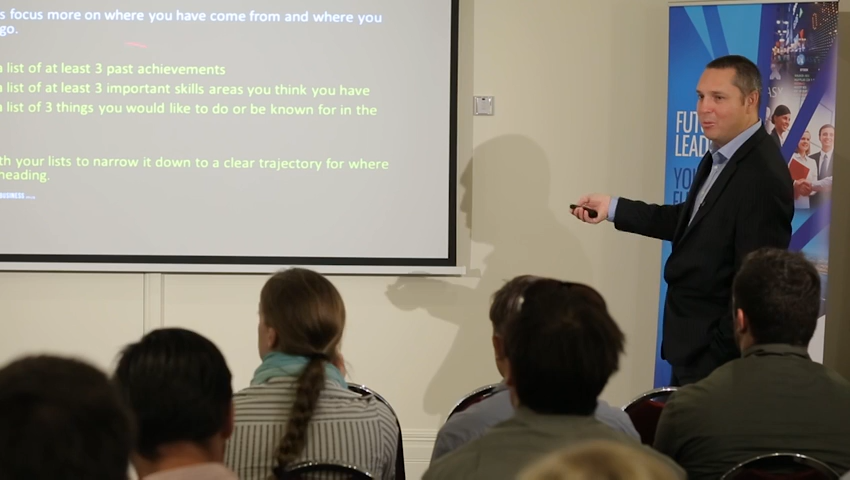 s focus more on where you have come from and where you
go.
a list of at least 3 past achievements
a list of at least 3 important skills areas you think you have
a list of 3 things you would like to do or be known for in the
th your lists to narrow it down to a clear trajectory for where
heading.
BUSINESS
FUT
LEAD
YOU